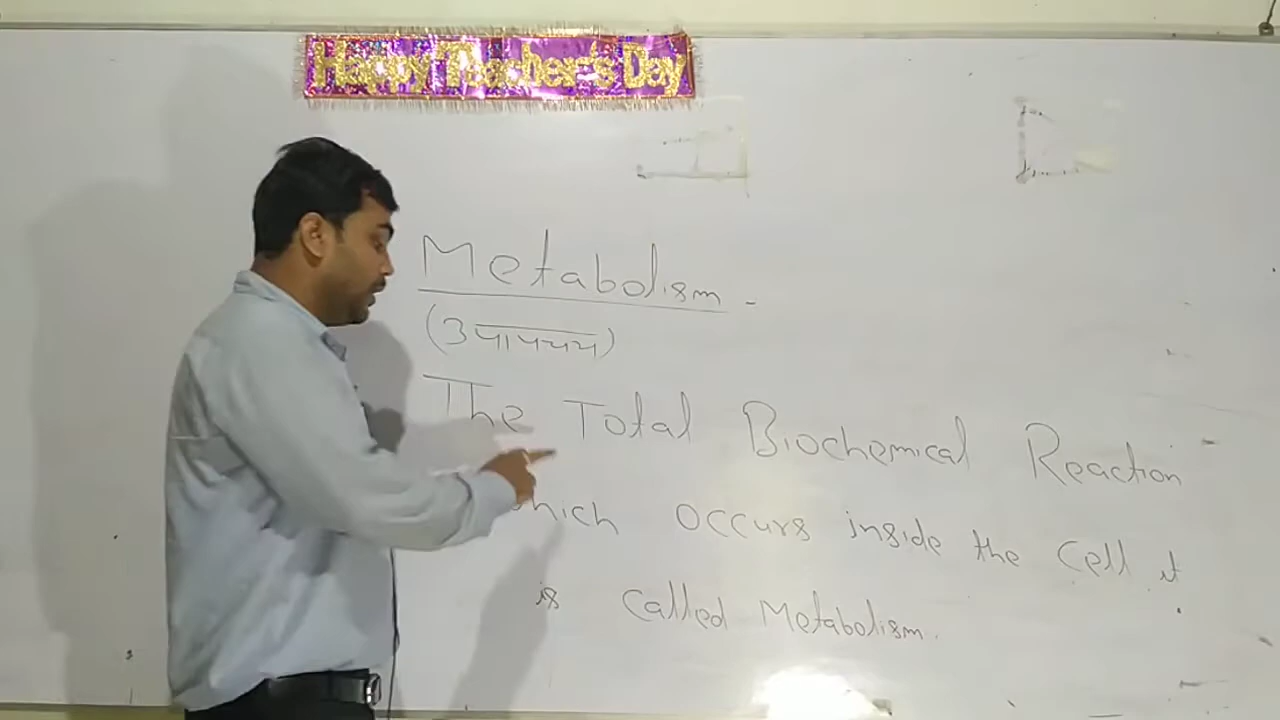 Happy Teacher's Day
Metabolism -
(उपापचय)
The Total Biochemical Reaction
which occurs inside the cell it
is called Metabolism.